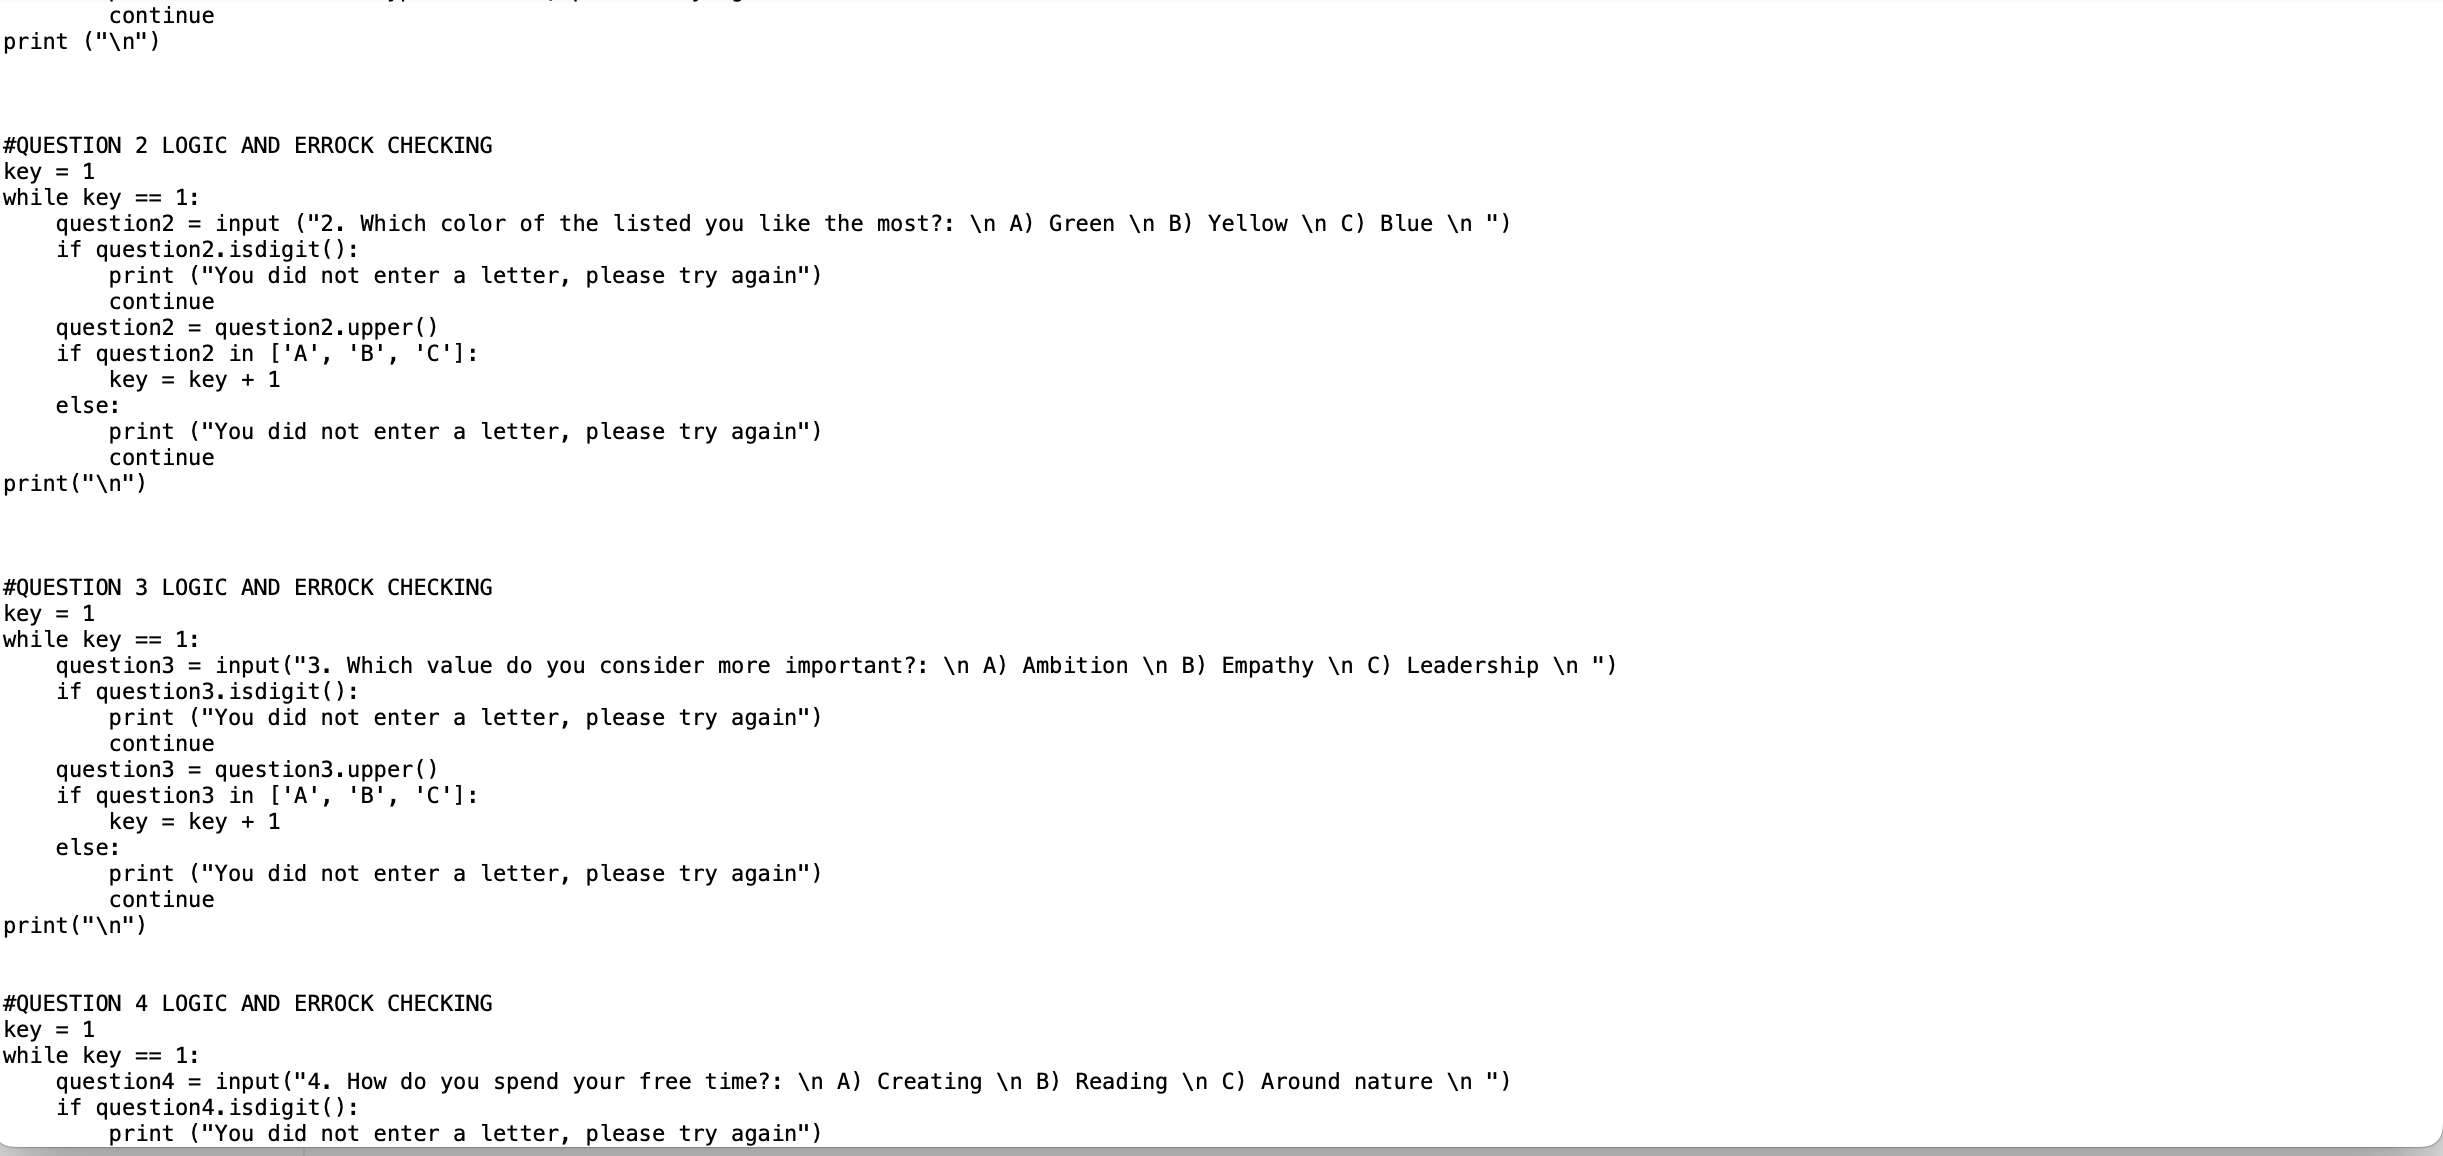 continue
print ("\n")
#QUESTION 2 LOGIC AND ERROCK CHECKING
key = 1
while key == 1:
    question2 = input ("2. Which color of the listed you like the most?: \n A) Green \n B) Yellow \n C) Blue \n ")
    if question2.isdigit():
        print ("You did not enter a letter, please try again")
        continue
    question2 = question2.upper()
    if question2 in ['A', 'B', 'C']:
        key = key + 1
    else:
        print ("You did not enter a letter, please try again")
        continue
print("\n")
#QUESTION 3 LOGIC AND ERROCK CHECKING
key = 1
while key == 1:
    question3 = input("3. Which value do you consider more important?: \n A) Ambition \n B) Empathy \n C) Leadership \n ")
    if question3.isdigit():
        print ("You did not enter a letter, please try again")
        continue
    question3 = question3.upper()
    if question3 in ['A', 'B', 'C']:
        key = key + 1
    else:
        print ("You did not enter a letter, please try again")
        continue
print("\n")
#QUESTION 4 LOGIC AND ERROCK CHECKING
key = 1
while key == 1:
    question4 = input("4. How do you spend your free time?: \n A) Creating \n B) Reading \n C) Around nature \n ")
    if question4.isdigit():
        print ("You did not enter a letter, please try again")